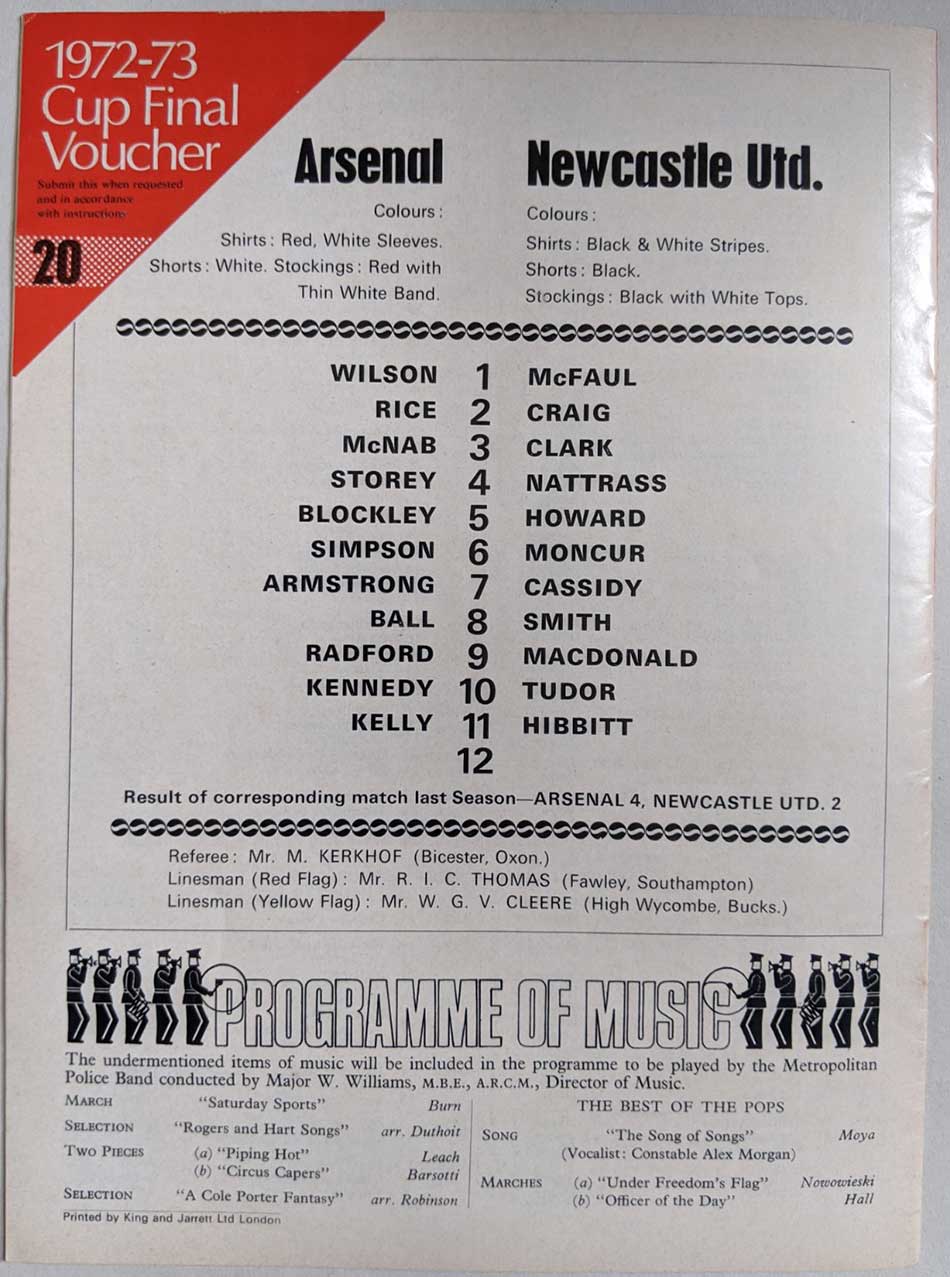 1972-73
Cup Final
Voucher
Submit this when requested
and in accordance
with instructions
20
Arsenal
Colours:
Shirts: Red, White Sleeves.
Shorts: White. Stockings: Red with
Thin White Band.
Newcastle Utd.
Colours:
Shirts: Black & White Stripes.
Shorts: Black.
Stockings: Black with White Tops.
WILSON 1 McFAUL
RICE 2 CRAIG
McNAB 3 CLARK
STOREY 4 NATTRASS
BLOCKLEY 5 HOWARD
SIMPSON 6 MONCUR
ARMSTRONG 7 CASSIDY
BALL 8 SMITH
RADFORD 9 MACDONALD
KENNEDY 10 TUDOR
KELLY 11 HIBBITT
12
Result of corresponding match last Season—ARSENAL 4, NEWCASTLE UTD. 2
Referee: Mr. M. KERKHOF (Bicester, Oxon.)
Linesman (Red Flag): Mr. R. I. C. THOMAS (Fawley, Southampton)
Linesman (Yellow Flag): Mr. W. G. V. CLEERE (High Wycombe, Bucks.)
PROGRAMME OF MUSIC
The undermentioned items of music will be included in the programme to be played by the Metropolitan
Police Band conducted by Major W. Williams, M.B.E., A.R.C.M., Director of Music.
MARCH "Saturday Sports" Burn
SELECTION "Rogers and Hart Songs" arr. Duthoit
TWO PIECES (a) "Piping Hot" Leach
(b) "Circus Capers" Barsotti
SELECTION "A Cole Porter Fantasy" arr. Robinson
THE BEST OF THE POPS
SONG "The Song of Songs" Moya
(Vocalist: Constable Alex Morgan)
MARCHES (a) "Under Freedom's Flag" Nowowieski
(b) "Officer of the Day" Hall
Printed by King and Jarrett Ltd London